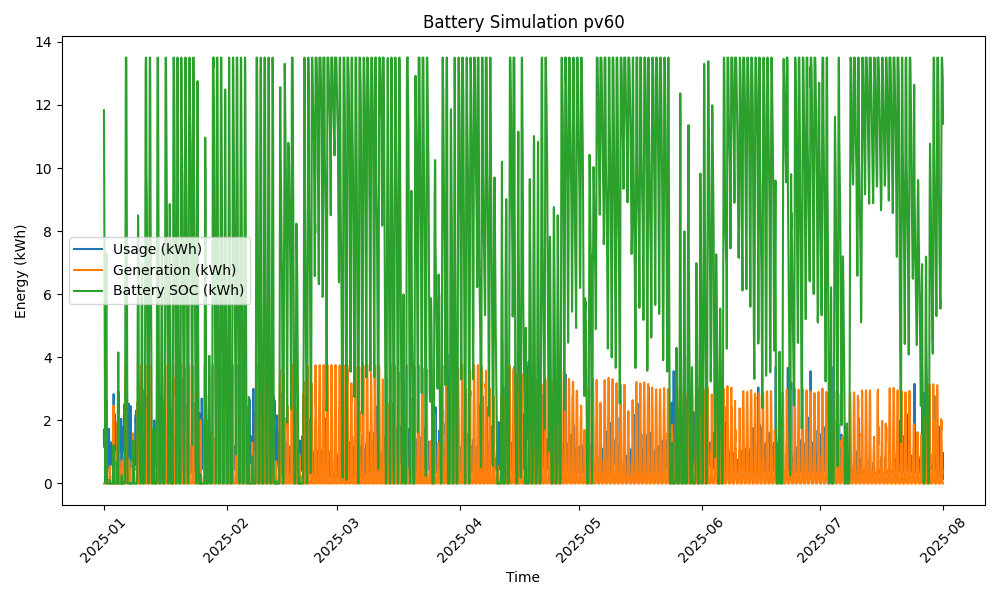 Battery Simulation pv60
14
12
10
8
6
4
2
0
Energy (kWh)
Usage (kWh)
Generation (kWh)
Battery SOC (kWh)
2025-01
2025-02
2025-03
2025-04
2025-05
2025-06
2025-07
2025-08
Time